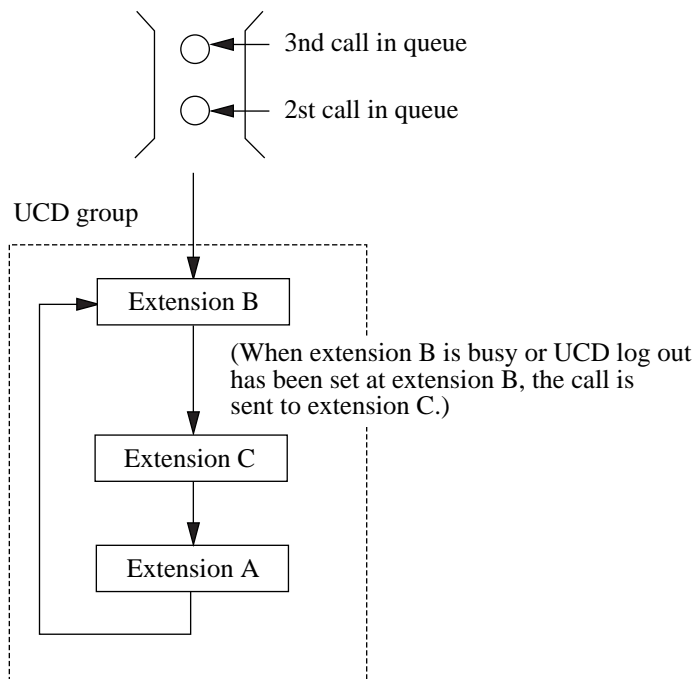 3nd call in queue
2st call in queue
UCD group
Extension B
(When extension B is busy or UCD log out
has been set at extension B, the call is
sent to extension C.)
Extension C
Extension A